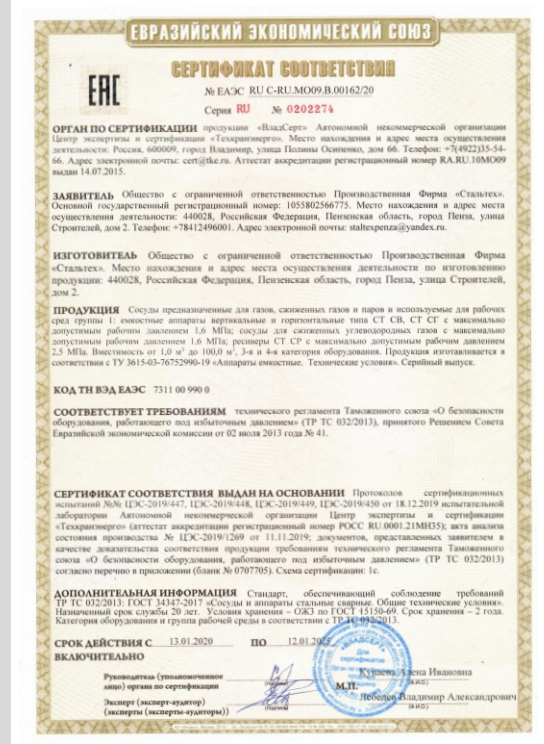 ЕВРАЗИЙСКИЙ ЭКОНОМИЧЕСКИЙ СОЮЗ
СЕРТИФИКАТ СООТВЕТСТВИЯ
ЕАС
№ ЕАЭС RU С-RU.МО09.В.00162/20
Серия RU № 0202274
ОРГАН ПО СЕРТИФИКАЦИИ продукции «ВладСерт» Автономной некоммерческой организации
Центр экспертизы и сертификации «Техкранэнерго». Место нахождения и адрес места осуществления
деятельности: Россия, 600009, город Владимир, улица Полины Осипенко, дом 66. Телефон: +7(4922)35-54-
66. Адрес электронной почты: cert@tke.ru. Аттестат аккредитации регистрационный номер RA.RU.10МО09
выдан 14.07.2015.
ЗАЯВИТЕЛЬ Общество с ограниченной ответственностью Производственная Фирма «Стальтех».
Основной государственный регистрационный номер: 1055802566775. Место нахождения и адрес места
осуществления деятельности: 440028, Российская Федерация, Пензенская область, город Пенза, улица
Строителей, дом 2. Телефон: +78412496001. Адрес электронной почты: staltexpenza@yandex.ru.
ИЗГОТОВИТЕЛЬ Общество с ограниченной ответственностью Производственная Фирма
«Стальтех». Место нахождения и адрес места осуществления деятельности по изготовлению
продукции: 440028, Российская Федерация, Пензенская область, город Пенза, улица Строителей,
дом 2.
ПРОДУКЦИЯ Сосуды предназначенные для газов, сжиженных газов и паров и используемые для рабочих
сред группы 1: емкостные аппараты вертикальные и горизонтальные типа СТ СВ, СТ СГ с максимально
допустимым рабочим давлением 1,6 МПа; сосуды для сжиженных углеводородных газов с максимально
допустимым рабочим давлением 1,6 МПа; ресиверы СТ СР с максимально допустимым рабочим давлением
2,5 МПа. Вместимость от 1,0 м³ до 100,0 м³, 3-я и 4-я категория оборудования. Продукция изготавливается в
соответствии с ТУ 3615-03-76752990-19 «Аппараты емкостные. Технические условия». Серийный выпуск.
КОД ТН ВЭД ЕАЭС 7311 00 990 0
СООТВЕТСТВУЕТ ТРЕБОВАНИЯМ технического регламента Таможенного союза «О безопасности
оборудования, работающего под избыточным давлением» (ТР ТС 032/2013), принятого Решением Совета
Евразийской экономической комиссии от 02 июля 2013 года № 41.
СЕРТИФИКАТ СООТВЕТСТВИЯ ВЫДАН НА ОСНОВАНИИ Протоколов сертификационных
испытаний №№ ЦЭС-2019/447, ЦЭС-2019/448, ЦЭС-2019/449, ЦЭС-2019/450 от 18.12.2019 испытательной
лаборатории Автономной некоммерческой организации Центр экспертизы и сертификации
«Техкранэнерго» (аттестат аккредитации регистрационный номер РОСС RU.0001.21МН35); акта анализа
состояния производства № ЦЭС-2019/1269 от 11.11.2019; документов, представленных заявителем в
качестве доказательства соответствия продукции требованиям технического регламента Таможенного
союза «О безопасности оборудования, работающего под избыточным давлением» (ТР ТС 032/2013)
согласно перечню в приложении (бланк № 0707705). Схема сертификации: 1с.
ДОПОЛНИТЕЛЬНАЯ ИНФОРМАЦИЯ Стандарт, обеспечивающий соблюдение требований
ТР ТС 032/2013: ГОСТ 34347-2017 «Сосуды и аппараты стальные сварные. Общие технические условия».
Назначенный срок службы 20 лет. Условия хранения – ОЖ3 по ГОСТ 15150-69. Срок хранения – 2 года.
Категория оборудования и группа рабочей среды в соответствии с ТР ТС 032/2013.
СРОК ДЕЙСТВИЯ С 13.01.2020 ПО 12.01.2025
ВКЛЮЧИТЕЛЬНО
Руководитель (уполномоченное
лицо) органа по сертификации
(подпись)
Алена Ивановна
(Ф.И.О.)
М.П.
Эксперт (эксперт-аудитор)
(эксперты (эксперты-аудиторы))
(подпись)
Лебедев Владимир Александрович
(Ф.И.О.)
«ВЛАДСЕРТ»
Для
сертификатов